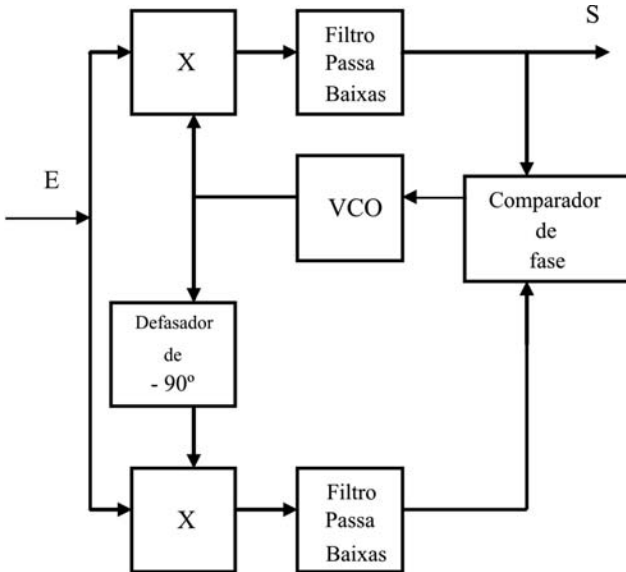 S
X
Filtro
Passa
Baixas
E
VCO
Comparador
de
fase
Defasador
de
- 90º
X
Filtro
Passa
Baixas